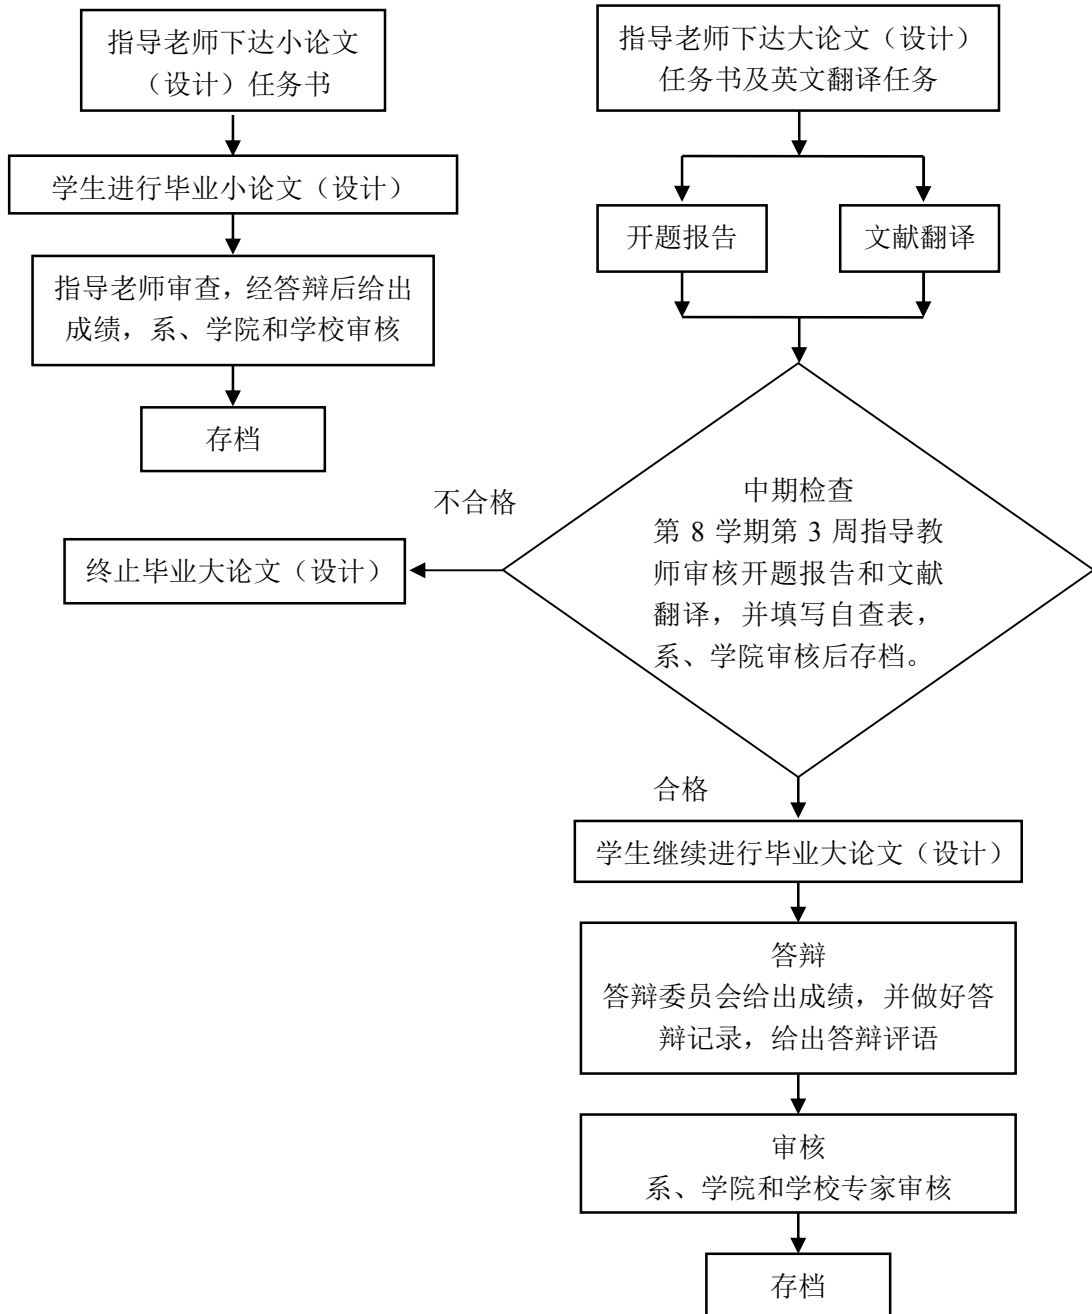 指导老师下达小论文
（设计）任务书
学生进行毕业小论文（设计）
指导老师审查，经答辩后给出
成绩，系、学院和学校审核
存档
指导老师下达大论文（设计）
任务书及英文翻译任务
开题报告
文献翻译
中期检查
第 8 学期第 3 周指导教
师审核开题报告和文献
翻译，并填写自查表，
系、学院审核后存档。
不合格
终止毕业大论文（设计）
合格
学生继续进行毕业大论文（设计）
答辩
答辩委员会给出成绩，并做好答
辩记录，给出答辩评语
审核
系、学院和学校专家审核
存档